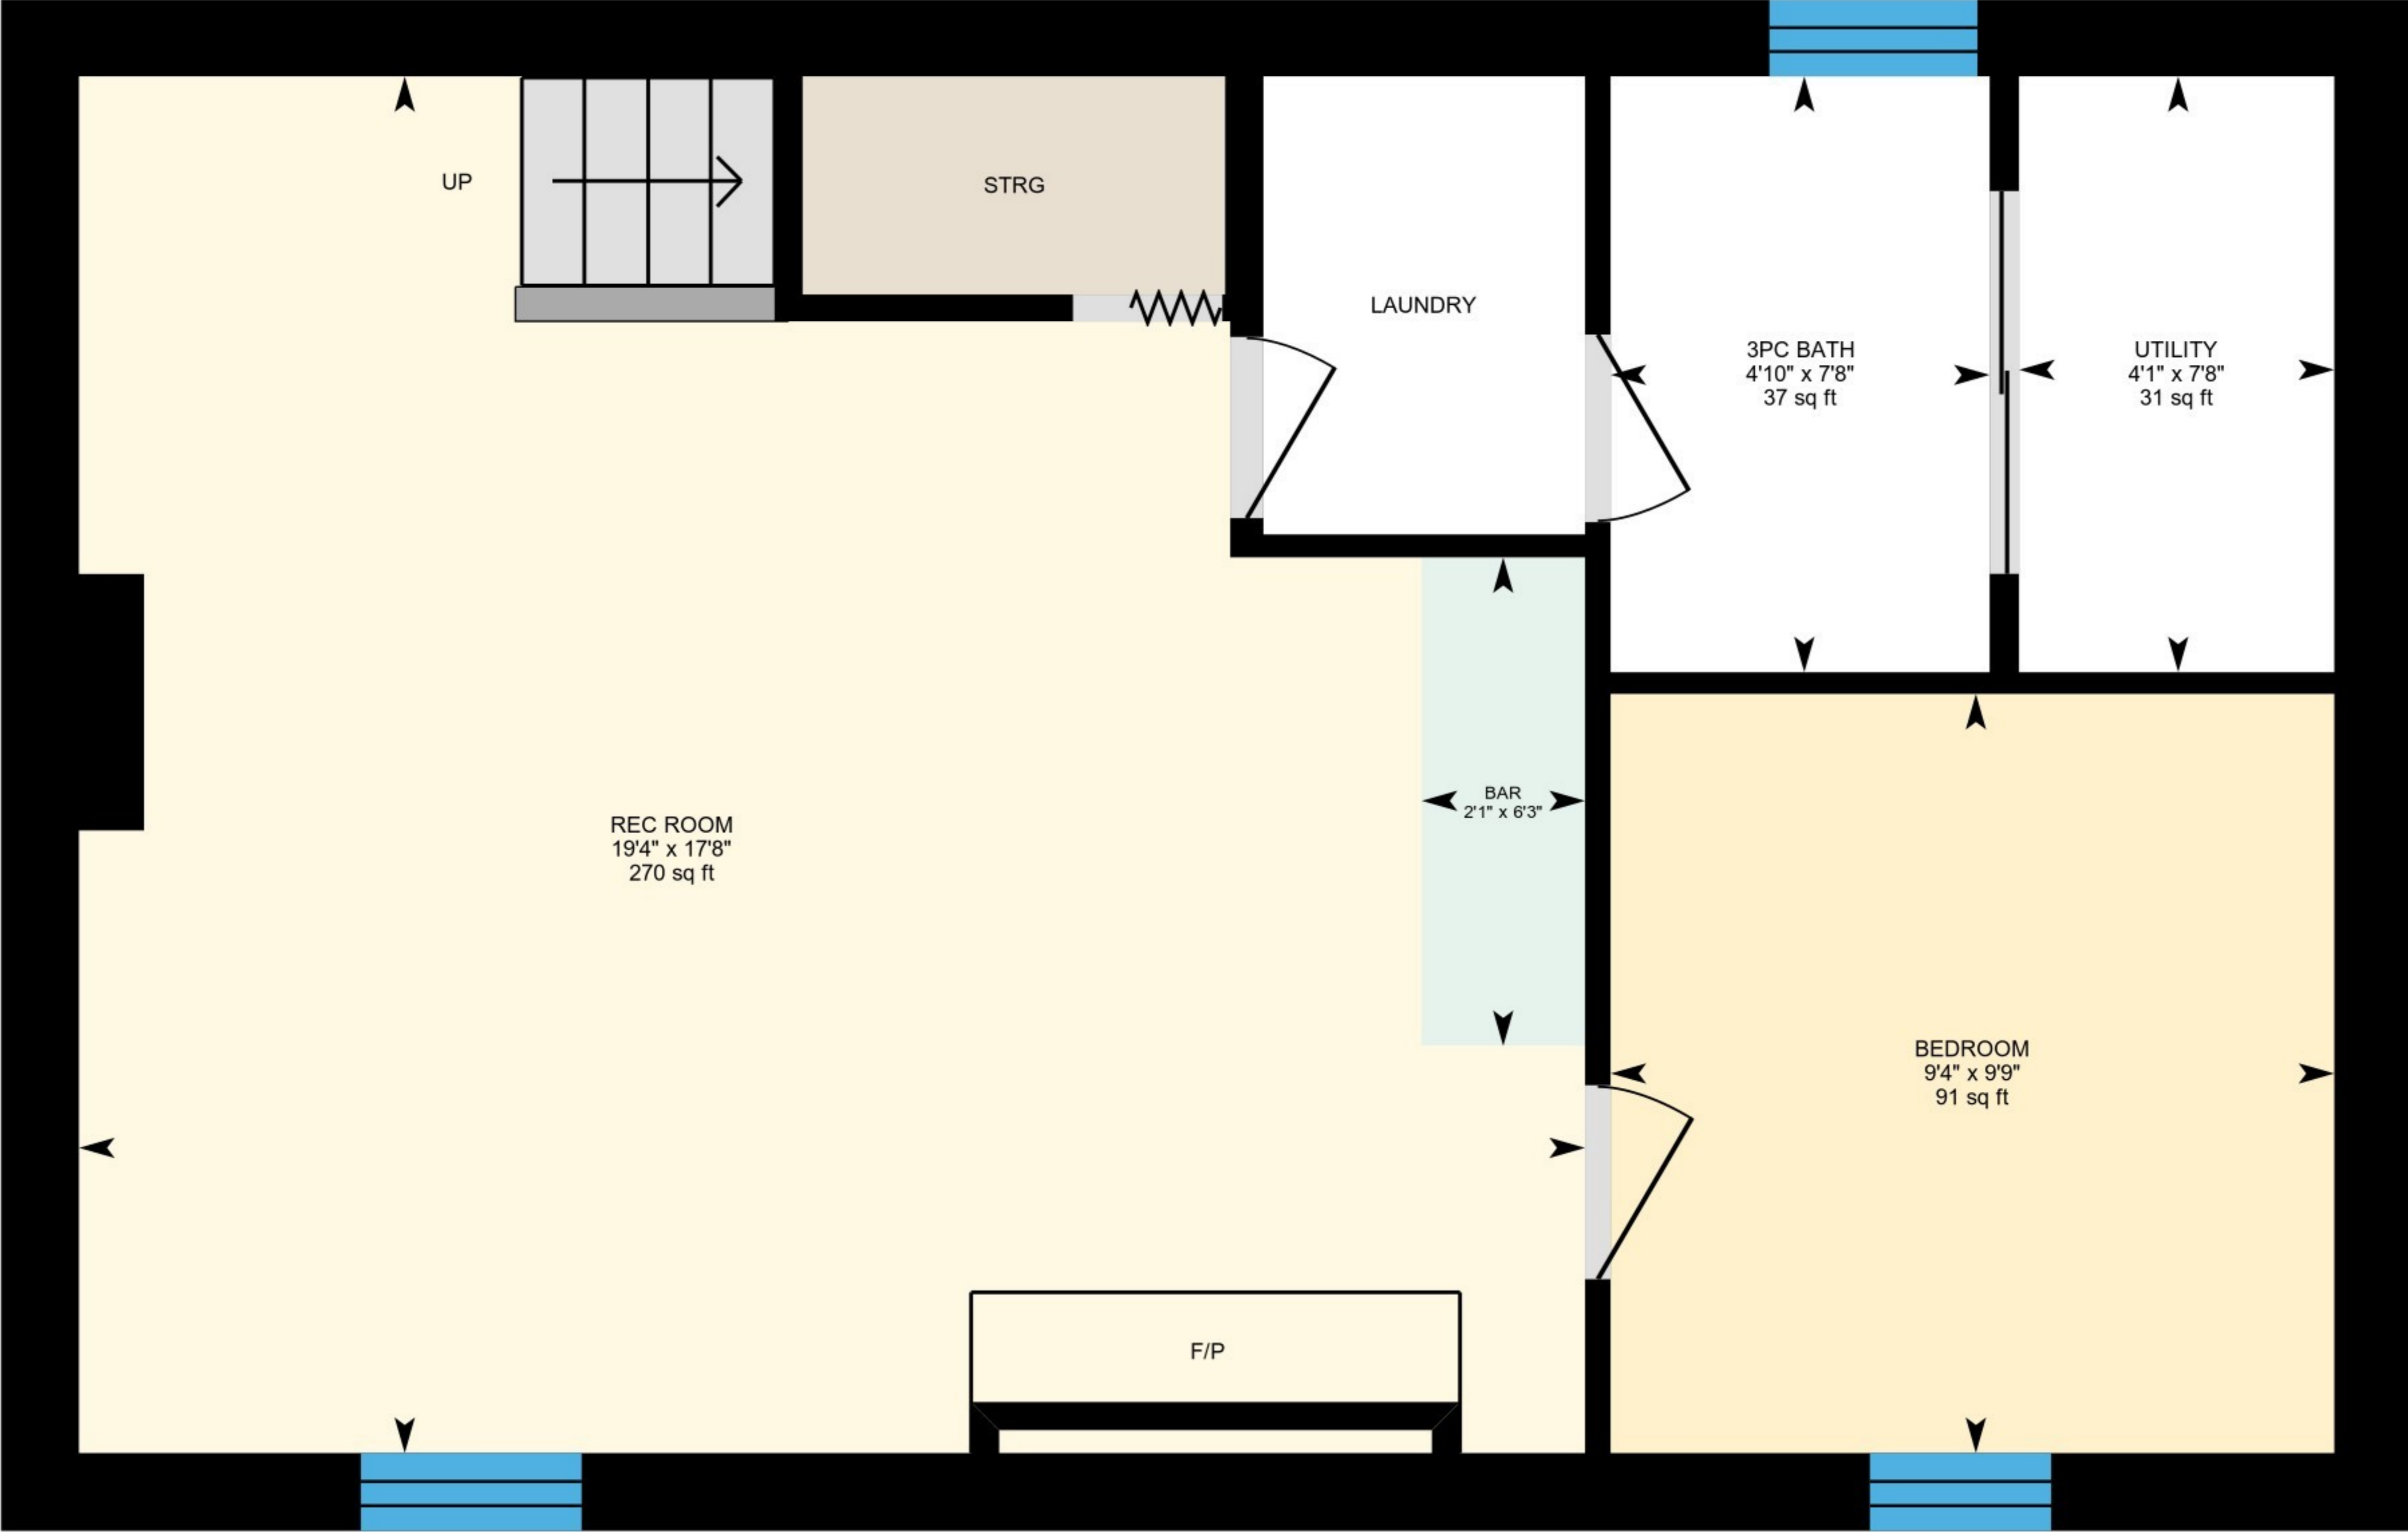 UP
STRG
LAUNDRY
3PC BATH
4'10" x 7'8"
37 sq ft
UTILITY
4'1" x 7'8"
31 sq ft
REC ROOM
19'4" x 17'8"
270 sq ft
BAR
2'1" x 6'3"
BEDROOM
9'4" x 9'9"
91 sq ft
F/P